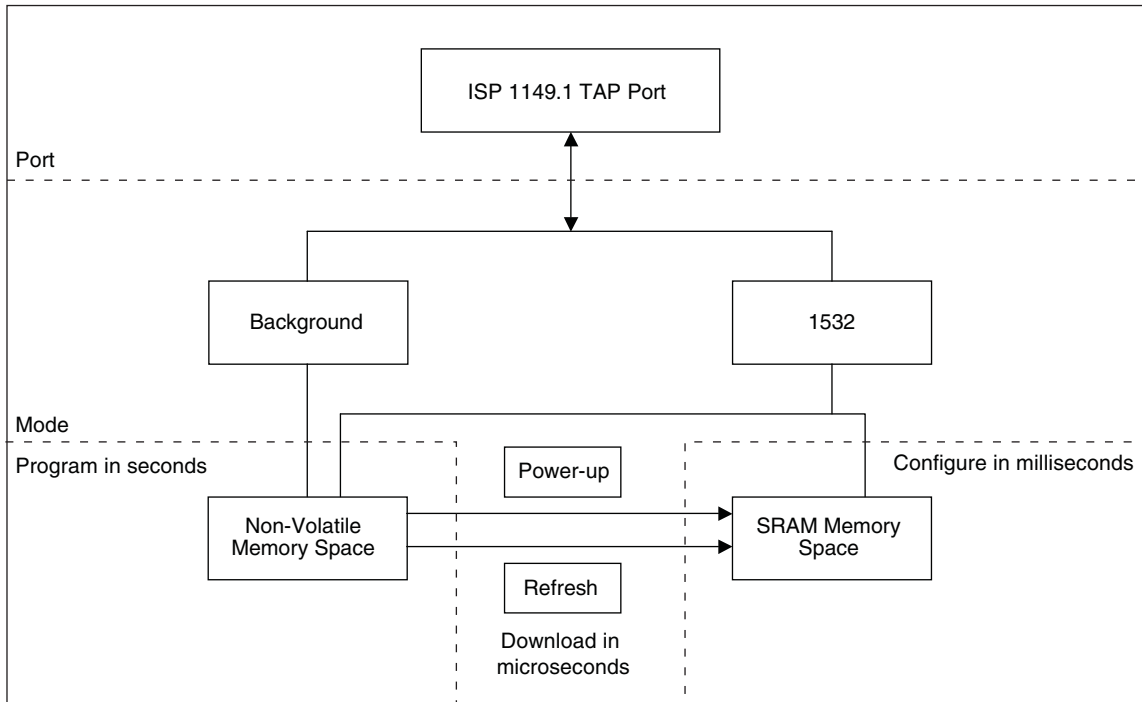 ISP 1149.1 TAP Port
Port
Background
1532
Mode
Program in seconds
Power-up
Configure in milliseconds
Non-Volatile
Memory Space
SRAM Memory
Space
Refresh
Download in
microseconds